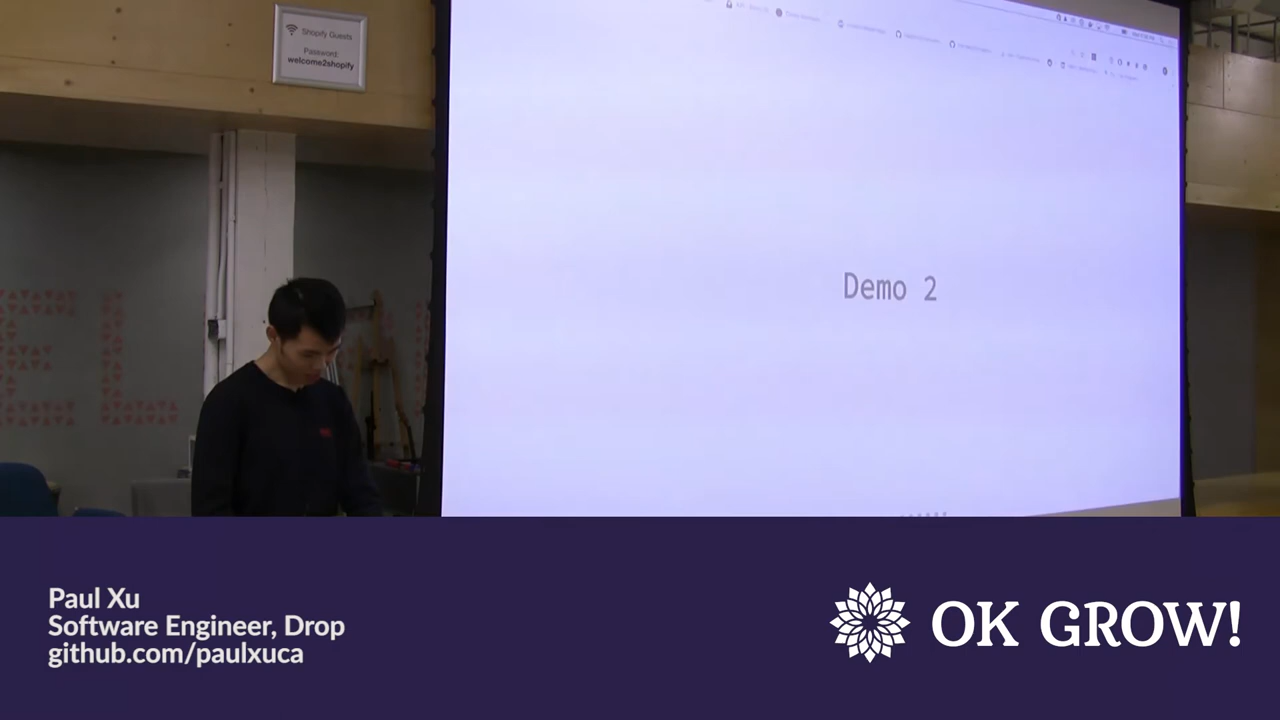 Shopify Guests
Password:
welcome2shopify
Demo 2
Paul Xu
Software Engineer, Drop
github.com/paulxuca
OK GROW!